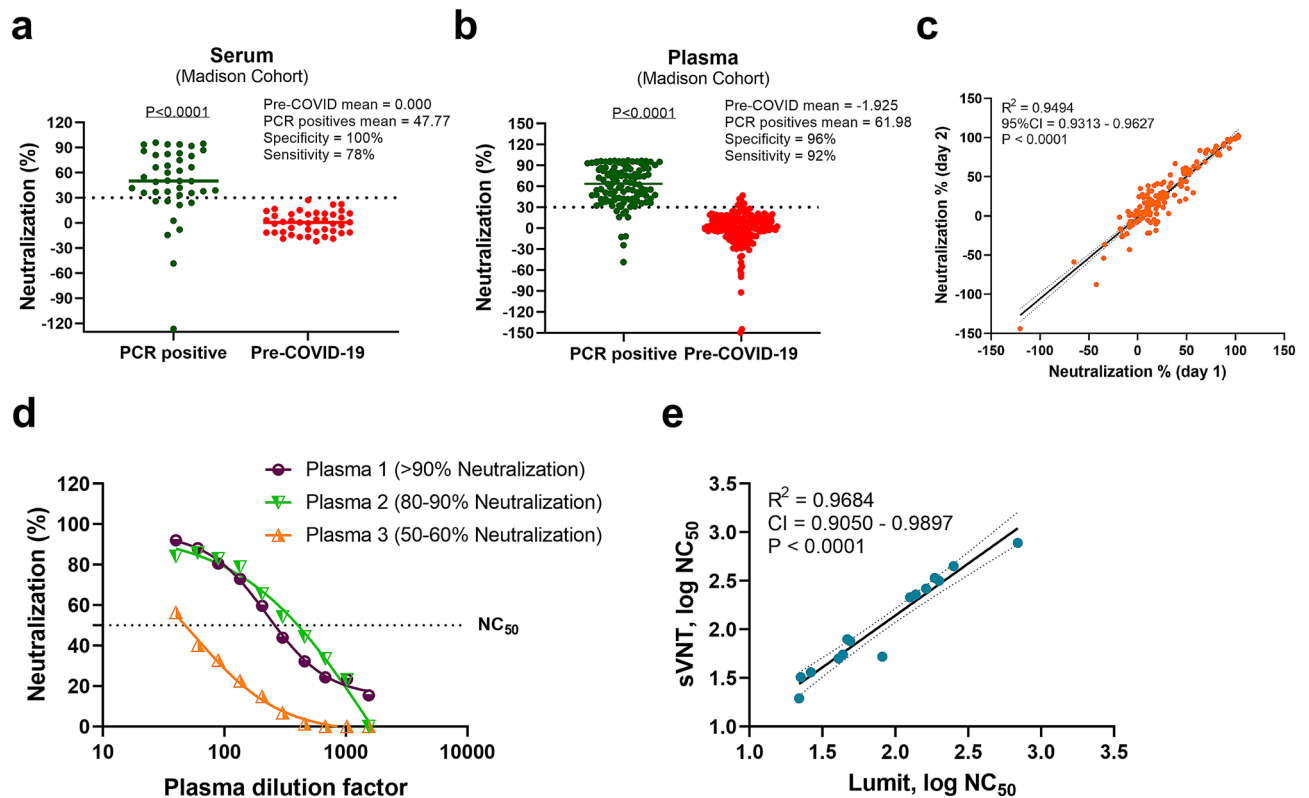 a
Serum
(Madison Cohort)
P<0.0001
Pre-COVID mean = 0.000
PCR positives mean = 47.77
Specificity = 100%
Sensitivity = 78%
Neutralization (%)
120
90
60
30
0
-30
-60
-90
-120
PCR positive
Pre-COVID-19
b
Plasma
(Madison Cohort)
P<0.0001
Pre-COVID mean = -1.925
PCR positives mean = 61.98
Specificity = 96%
Sensitivity = 92%
Neutralization (%)
150
120
90
60
30
0
-30
-60
-90
-120
-150
PCR positive
Pre-COVID-19
c
R² = 0.9494
95%CI = 0.9313 - 0.9627
P < 0.0001
Neutralization % (day 2)
150
100
50
0
-50
-100
-150
-150
-100
-50
0
50
100
150
Neutralization % (day 1)
d
Plasma 1 (>90% Neutralization)
Plasma 2 (80-90% Neutralization)
Plasma 3 (50-60% Neutralization)
Neutralization (%)
120
100
80
60
40
20
0
NC₅₀
10
100
1000
10000
Plasma dilution factor
e
R² = 0.9684
CI = 0.9050 - 0.9897
P < 0.0001
sVNT, log NC₅₀
3.5
3.0
2.5
2.0
1.5
1.0
1.0
1.5
2.0
2.5
3.0
3.5
Lumit, log NC₅₀